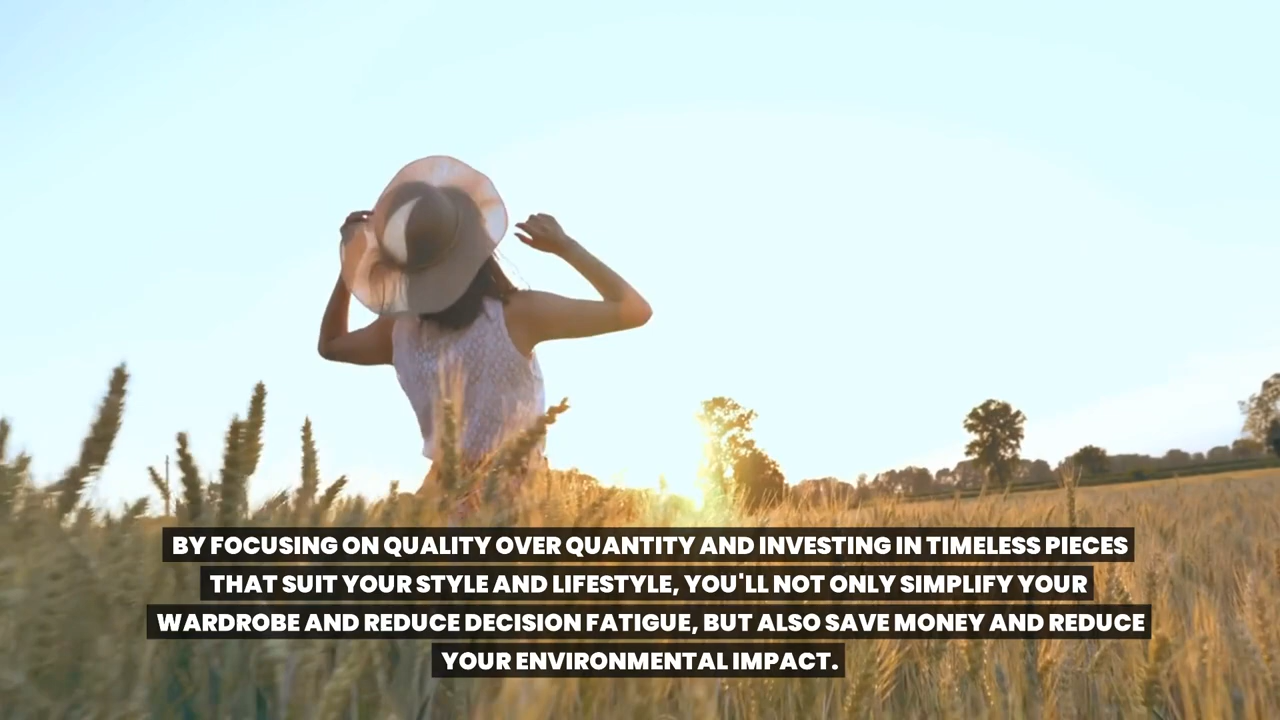 BY FOCUSING ON QUALITY OVER QUANTITY AND INVESTING IN TIMELESS PIECES
THAT SUIT YOUR STYLE AND LIFESTYLE, YOU'LL NOT ONLY SIMPLIFY YOUR
WARDROBE AND REDUCE DECISION FATIGUE, BUT ALSO SAVE MONEY AND REDUCE
YOUR ENVIRONMENTAL IMPACT.